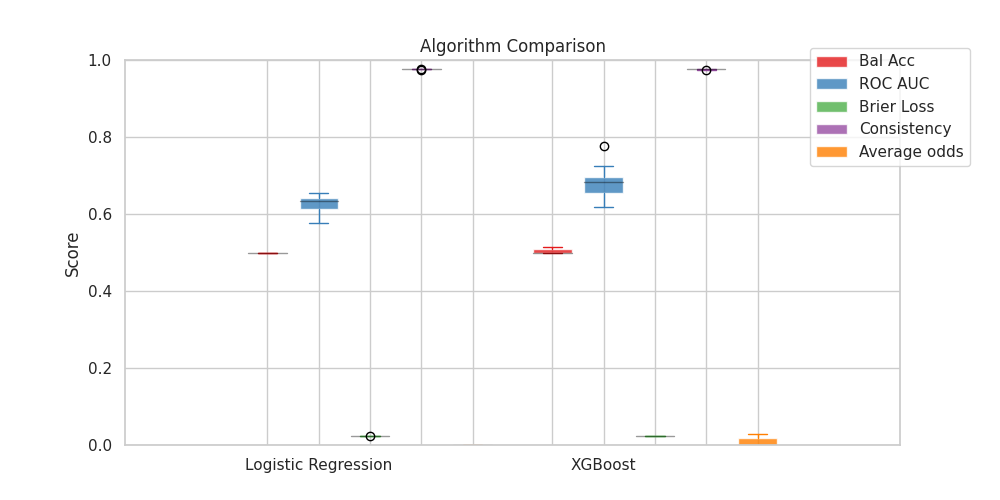 Algorithm Comparison
1.0
0.8
0.6
0.4
0.2
0.0
Score
Logistic Regression
XGBoost
Bal Acc
ROC AUC
Brier Loss
Consistency
Average odds